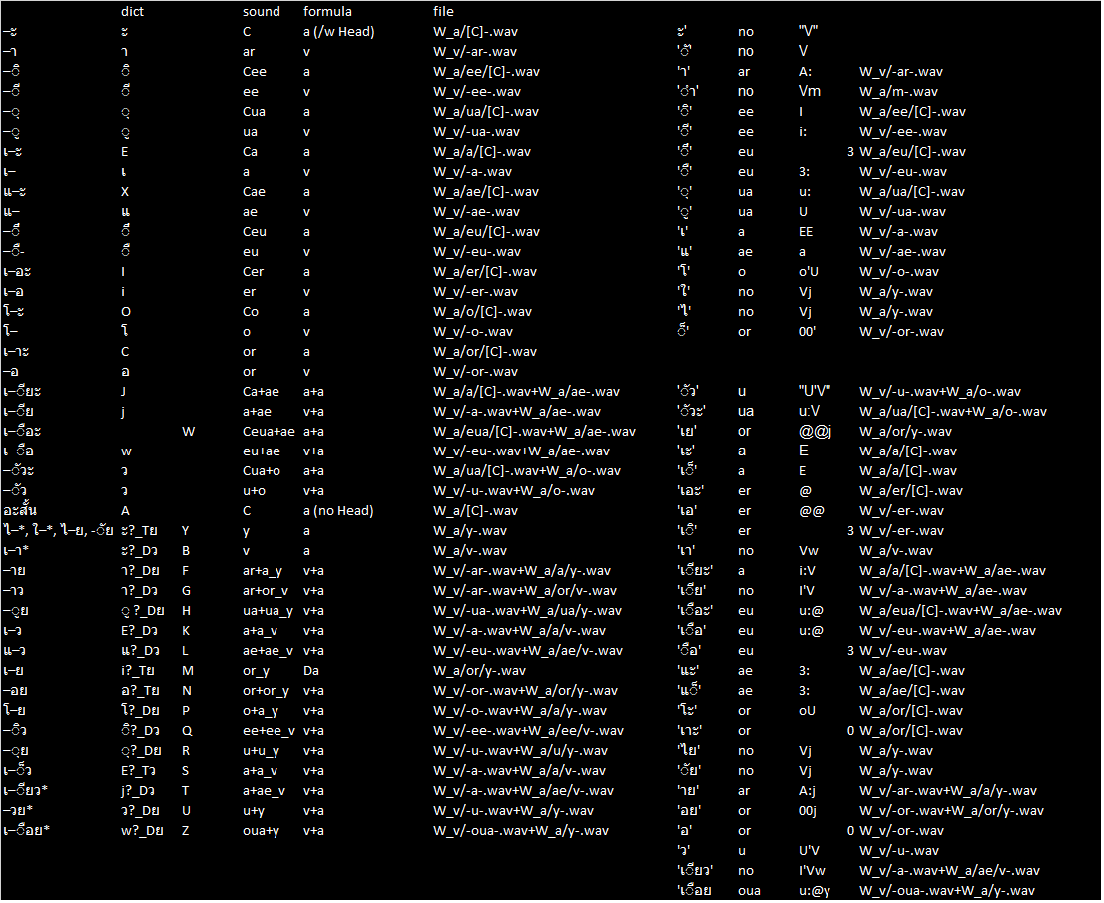 dict sound formula file
–ะ ะ C a (/w Head) W_a/[C]-.wav ะ' no "V"
–า า ar v W_v/-ar-.wav 'ั' no V
–ิ ิ Cee a W_a/ee/[C]-.wav 'า' ar A: W_v/-ar-.wav
–ี ี ee v W_v/-ee-.wav 'ำ' no Vm W_a/m-.wav
–ุ ุ Cua a W_a/ua/[C]-.wav 'ิ' ee I W_a/ee/[C]-.wav
–ู ู ua v W_v/-ua-.wav 'ี' ee i: W_v/-ee-.wav
เ–ะ E Ca a W_a/a/[C]-.wav 'ึ' eu 3 W_a/eu/[C]-.wav
เ– เ a v W_v/-a-.wav 'ื' eu 3: W_v/-eu-.wav
แ–ะ X Cae a W_a/ae/[C]-.wav 'ุ' ua u: W_a/ua/[C]-.wav
แ– แ ae v W_v/-ae-.wav 'ู' ua U W_v/-ua-.wav
–ึ ึ Ceu a W_a/eu/[C]-.wav 'เ' a EE W_v/-a-.wav
–ื- ื eu v W_v/-eu-.wav 'แ' ae a W_v/-ae-.wav
เ–อะ I Cer a W_a/er/[C]-.wav 'โ' o o'U W_v/-o-.wav
เ–อ i er v W_v/-er-.wav 'ใ' no Vj W_a/y-.wav
โ–ะ O Co a W_a/o/[C]-.wav 'ไ' no Vj W_a/y-.wav
โ– โ o v W_v/-o-.wav ็' or 00' W_v/-or-.wav
เ–าะ C or a W_a/or/[C]-.wav
–อ อ or v W_v/-or-.wav
เ–ียะ J Ca+ae a+a W_a/a/[C]-.wav+W_a/ae-.wav 'ัว' u "U'V" W_v/-u-.wav+W_a/o-.wav
เ–ีย j a+ae v+a W_v/-a-.wav+W_a/ae-.wav 'ัวะ' ua u:V W_a/ua/[C]-.wav+W_a/o-.wav
เ–ือะ W Ceua+ae a+a W_a/eua/[C]-.wav+W_a/ae-.wav 'เย' or @@j W_a/or/y-.wav
เ ือ w eu+ae v+a W_v/-eu-.wav+W_a/ae-.wav 'เะ' a E W_a/a/[C]-.wav
–ัวะ ว Cua+o a+a W_a/ua/[C]-.wav+W_a/o-.wav 'เ็' a E W_a/a/[C]-.wav
–ัว ว u+o v+a W_v/-u-.wav+W_a/o-.wav 'เอะ' er @ W_a/er/[C]-.wav
อะสั้น A C a (no Head) W_a/[C]-.wav 'เอ' er @@ W_v/-er-.wav
ไ–*, ใ–*, ไ–ย, -ัย ะ?_Tย Y y a W_a/y-.wav 'เิ' er 3 W_v/-er-.wav
เ–า* ะ?_Dว B v a W_a/v-.wav 'เา' no Vw W_a/v-.wav
–าย า?_Dย F ar+a_y v+a W_v/-ar-.wav+W_a/a/y-.wav 'เียะ' a i:V W_a/a/[C]-.wav+W_a/ae-.wav
–าว า?_Dว G ar+or_v v+a W_v/-ar-.wav+W_a/or/v-.wav 'เีย' no I'V W_v/-a-.wav+W_a/ae-.wav
–ูย ู ?_Dย H ua+ua_y v+a W_v/-ua-.wav+W_a/ua/y-.wav 'เือะ' eu u:@ W_a/eua/[C]-.wav+W_a/ae-.wav
เ–ว E?_Dว K a+a_v v+a W_v/-a-.wav+W_a/a/v-.wav 'เือ' eu u:@ W_v/-eu-.wav+W_a/ae-.wav
แ–ว แ?_Dว L ae+ae_v v+a W_v/-eu-.wav+W_a/ae/v-.wav 'ือ' eu 3 W_v/-eu-.wav
เ–ย i?_Tย M or_y Da W_a/or/y-.wav 'แะ' ae 3: W_a/ae/[C]-.wav
–อย อ?_Tย N or+or_y v+a W_v/-or-.wav+W_a/or/y-.wav 'แ็' ae 3: W_a/ae/[C]-.wav
โ–ย โ?_Dย P o+a_y v+a W_v/-o-.wav+W_a/a/y-.wav 'โะ' or oU W_a/or/[C]-.wav
–ิว ิ?_Dว Q ee+ee_v v+a W_v/-ee-.wav+W_a/ee/v-.wav 'เาะ' or 0 W_a/or/[C]-.wav
–ุย ุ?_Dย R u+u_y v+a W_v/-u-.wav+W_a/u/y-.wav 'ไย' no Vj W_a/y-.wav
เ–็ว E?_Tว S a+a_v v+a W_v/-a-.wav+W_a/a/v-.wav 'ัย' no Vj W_a/y-.wav
เ–ียว* j?_Dว T a+ae_v v+a W_v/-a-.wav+W_a/ae/v-.wav 'าย' ar A:j W_v/-ar-.wav+W_a/a/y-.wav
–วย* ว?_Dย U u+y v+a W_v/-u-.wav+W_a/y-.wav 'อย' or 00j W_v/-or-.wav+W_a/or/y-.wav
เ–ือย* w?_Dย Z oua+y v+a W_v/-oua-.wav+W_a/y-.wav 'อ' or 0 W_v/-or-.wav
'ว' u U'V W_v/-u-.wav
'เียว' no I'Vw W_v/-a-.wav+W_a/ae/v-.wav
'เือย oua u:@y W_v/-oua-.wav+W_a/y-.wav